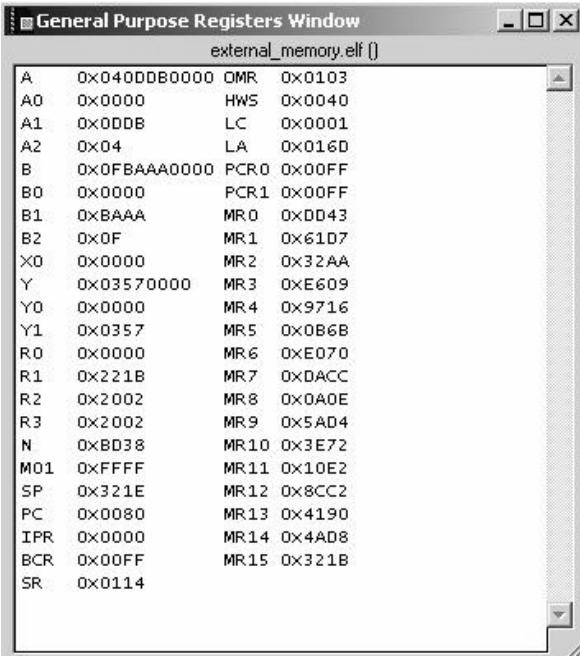 General Purpose Registers Window
external_memory.elf ()
A 0x040DDB0000 OMR 0x0103
A0 0x0000 HWS 0x0040
A1 0x0DDB LC 0x0001
A2 0x04 LA 0x016D
B 0x0FBAAA0000 PCR0 0x00FF
B0 0x0000 PCR1 0x00FF
B1 0xBAAA MR0 0xDD43
B2 0x0F MR1 0x61D7
X0 0x0000 MR2 0x32AA
Y 0x03570000 MR3 0xE609
Y0 0x0000 MR4 0x9716
Y1 0x0357 MR5 0x0B6B
R0 0x0000 MR6 0xE070
R1 0x221B MR7 0xDACC
R2 0x2002 MR8 0x0A0E
R3 0x2002 MR9 0x5AD4
N 0xBD38 MR10 0x3E72
M01 0xFFFF MR11 0x10E2
SP 0x321E MR12 0x8CC2
PC 0x0080 MR13 0x4190
IPR 0x0000 MR14 0x4AD8
BCR 0x00FF MR15 0x321B
SR 0x0114